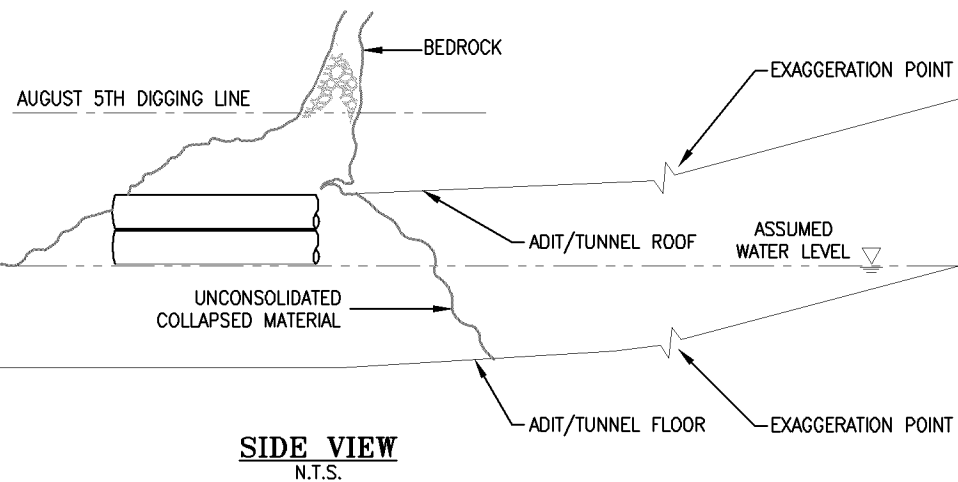 BEDROCK
EXAGGERATION POINT
AUGUST 5TH DIGGING LINE
ADIT/TUNNEL ROOF
ASSUMED
WATER LEVEL
UNCONSOLIDATED
COLLAPSED MATERIAL
ADIT/TUNNEL FLOOR
EXAGGERATION POINT
SIDE VIEW
N.T.S.